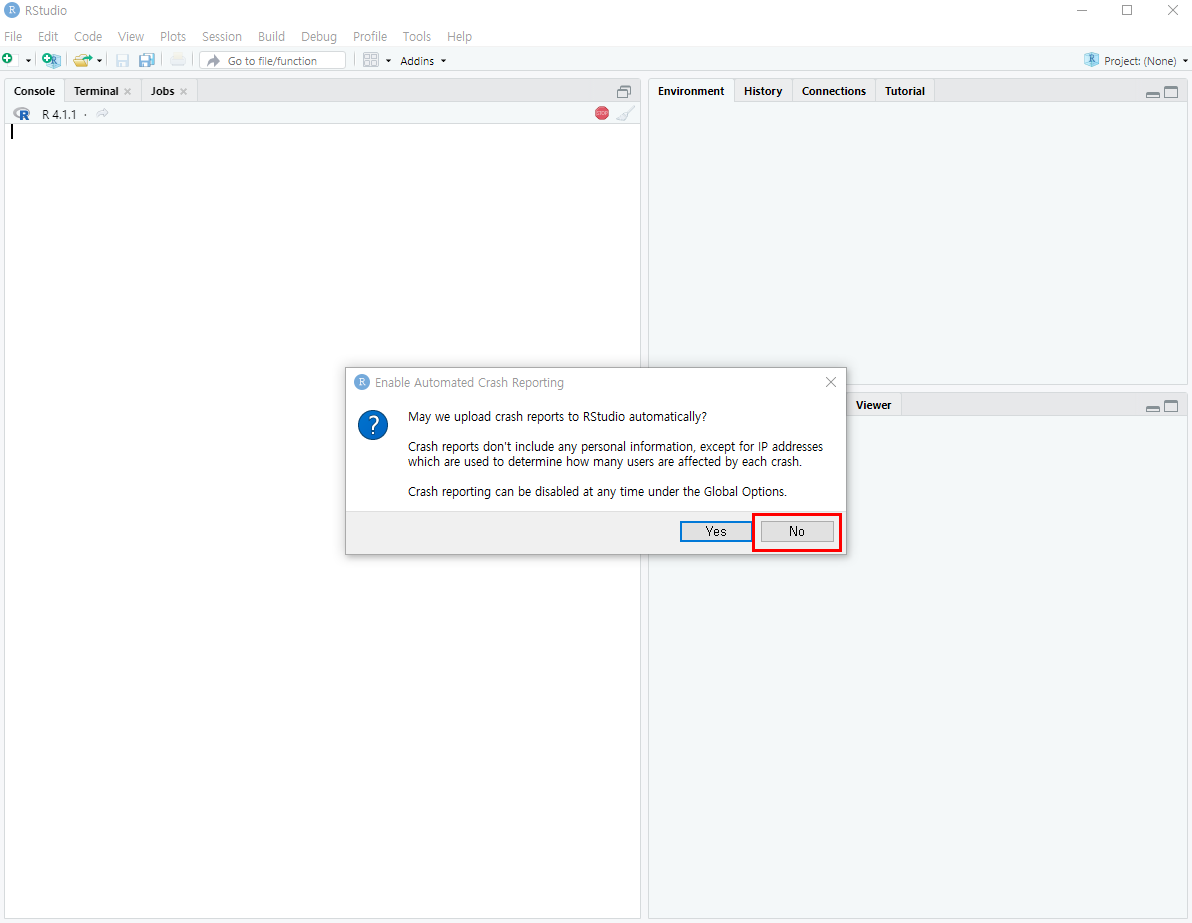 RStudio
File Edit Code View Plots Session Build Debug Profile Tools Help
Go to file/function Addins Project: (None)
Console Terminal Jobs
R 4.1.1 ·
Environment History Connections Tutorial
Viewer
Enable Automated Crash Reporting
May we upload crash reports to RStudio automatically?
Crash reports don't include any personal information, except for IP addresses
which are used to determine how many users are affected by each crash.
Crash reporting can be disabled at any time under the Global Options.
Yes No